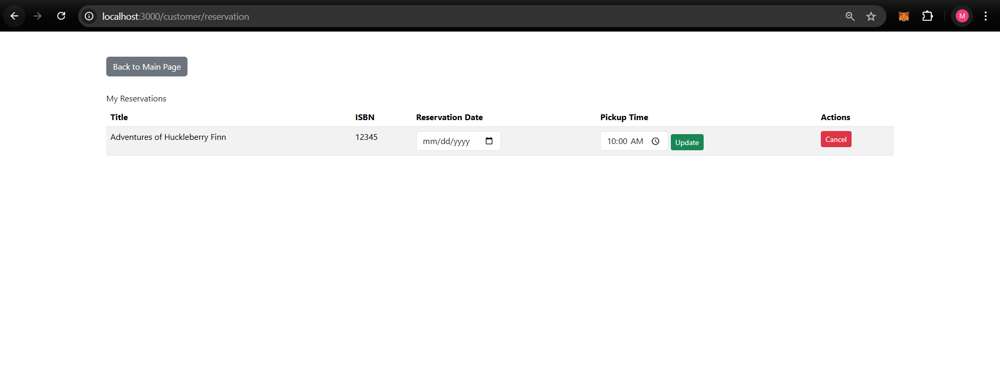 localhost:3000/customer/reservation
M
Back to Main Page
My Reservations
Title ISBN Reservation Date Pickup Time Actions
Adventures of Huckleberry Finn 12345 mm/dd/yyyy 10:00 AM Update Cancel